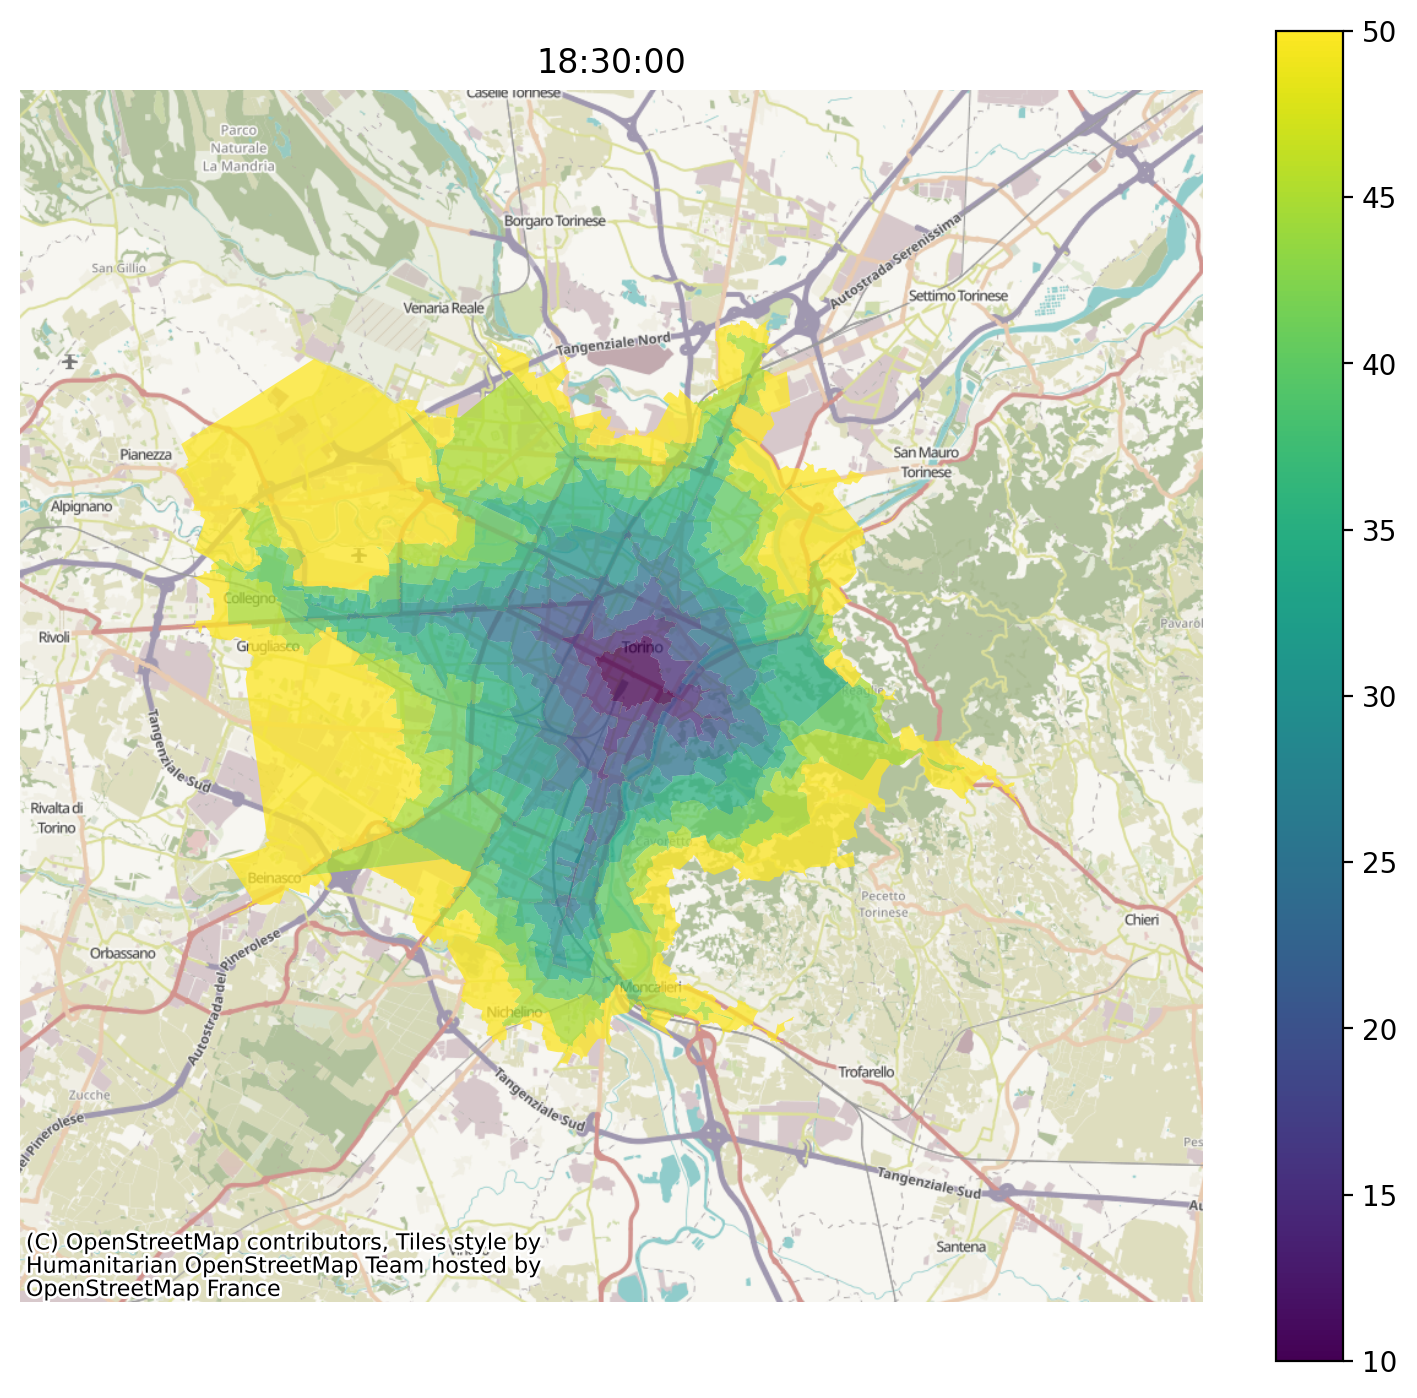 18:30:00
50
45
40
35
30
25
20
15
10
Caselle Torinese
Parco
Naturale
La Mandria
Borgaro Torinese
Autostrada Serenissima
San Gillio
Venaria Reale
Settimo Torinese
Tangenziale Nord
Pianezza
San Mauro
Torinese
Alpignano
Collegno
Rivoli
Grugliasco
Torino
Tangenziale Sud
Rivalta di
Torino
Cavoretto
Beinasco
Pecetto
Torinese
Chieri
Orbassano
Autostrada del Pinerolese
Moncalieri
Nichelino
Trofarello
Zucche
Tangenziale Sud
el Pinerolese
Pes
Tangenziale Sud
Au
Santena
(C) OpenStreetMap contributors, Tiles style by
Humanitarian OpenStreetMap Team hosted by
OpenStreetMap France